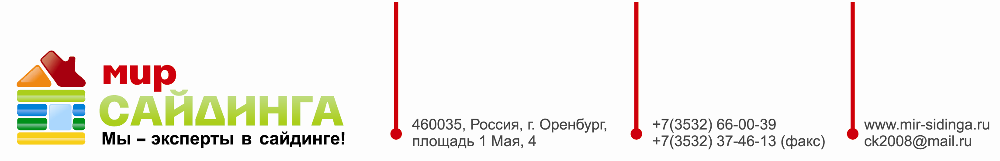 мир
САЙДИНГА
Мы – эксперты в сайдинге!
460035, Россия, г. Оренбург,
площадь 1 Мая, 4
+7(3532) 66-00-39
+7(3532) 37-46-13 (факс)
www.mir-sidinga.ru
ck2008@mail.ru